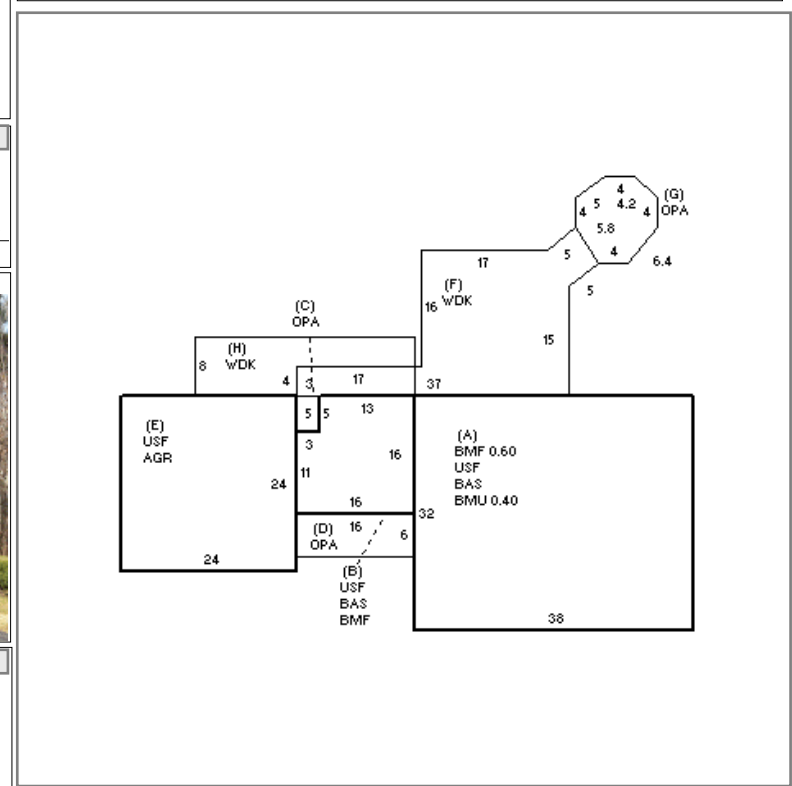 4
(G)
5
4.2
OPA
4
4
5.8
4
5
6.4
17
(F)
WDK
5
16
(C)
OPA
15
(H)
WDK
8
4
3
17
37
5
5
13
(E)
USF
AGR
3
16
(A)
BMF 0.60
USF
BAS
BMU 0.40
11
24
16
32
(D)
OPA
16
6
24
(B)
USF
BAS
BMF
38